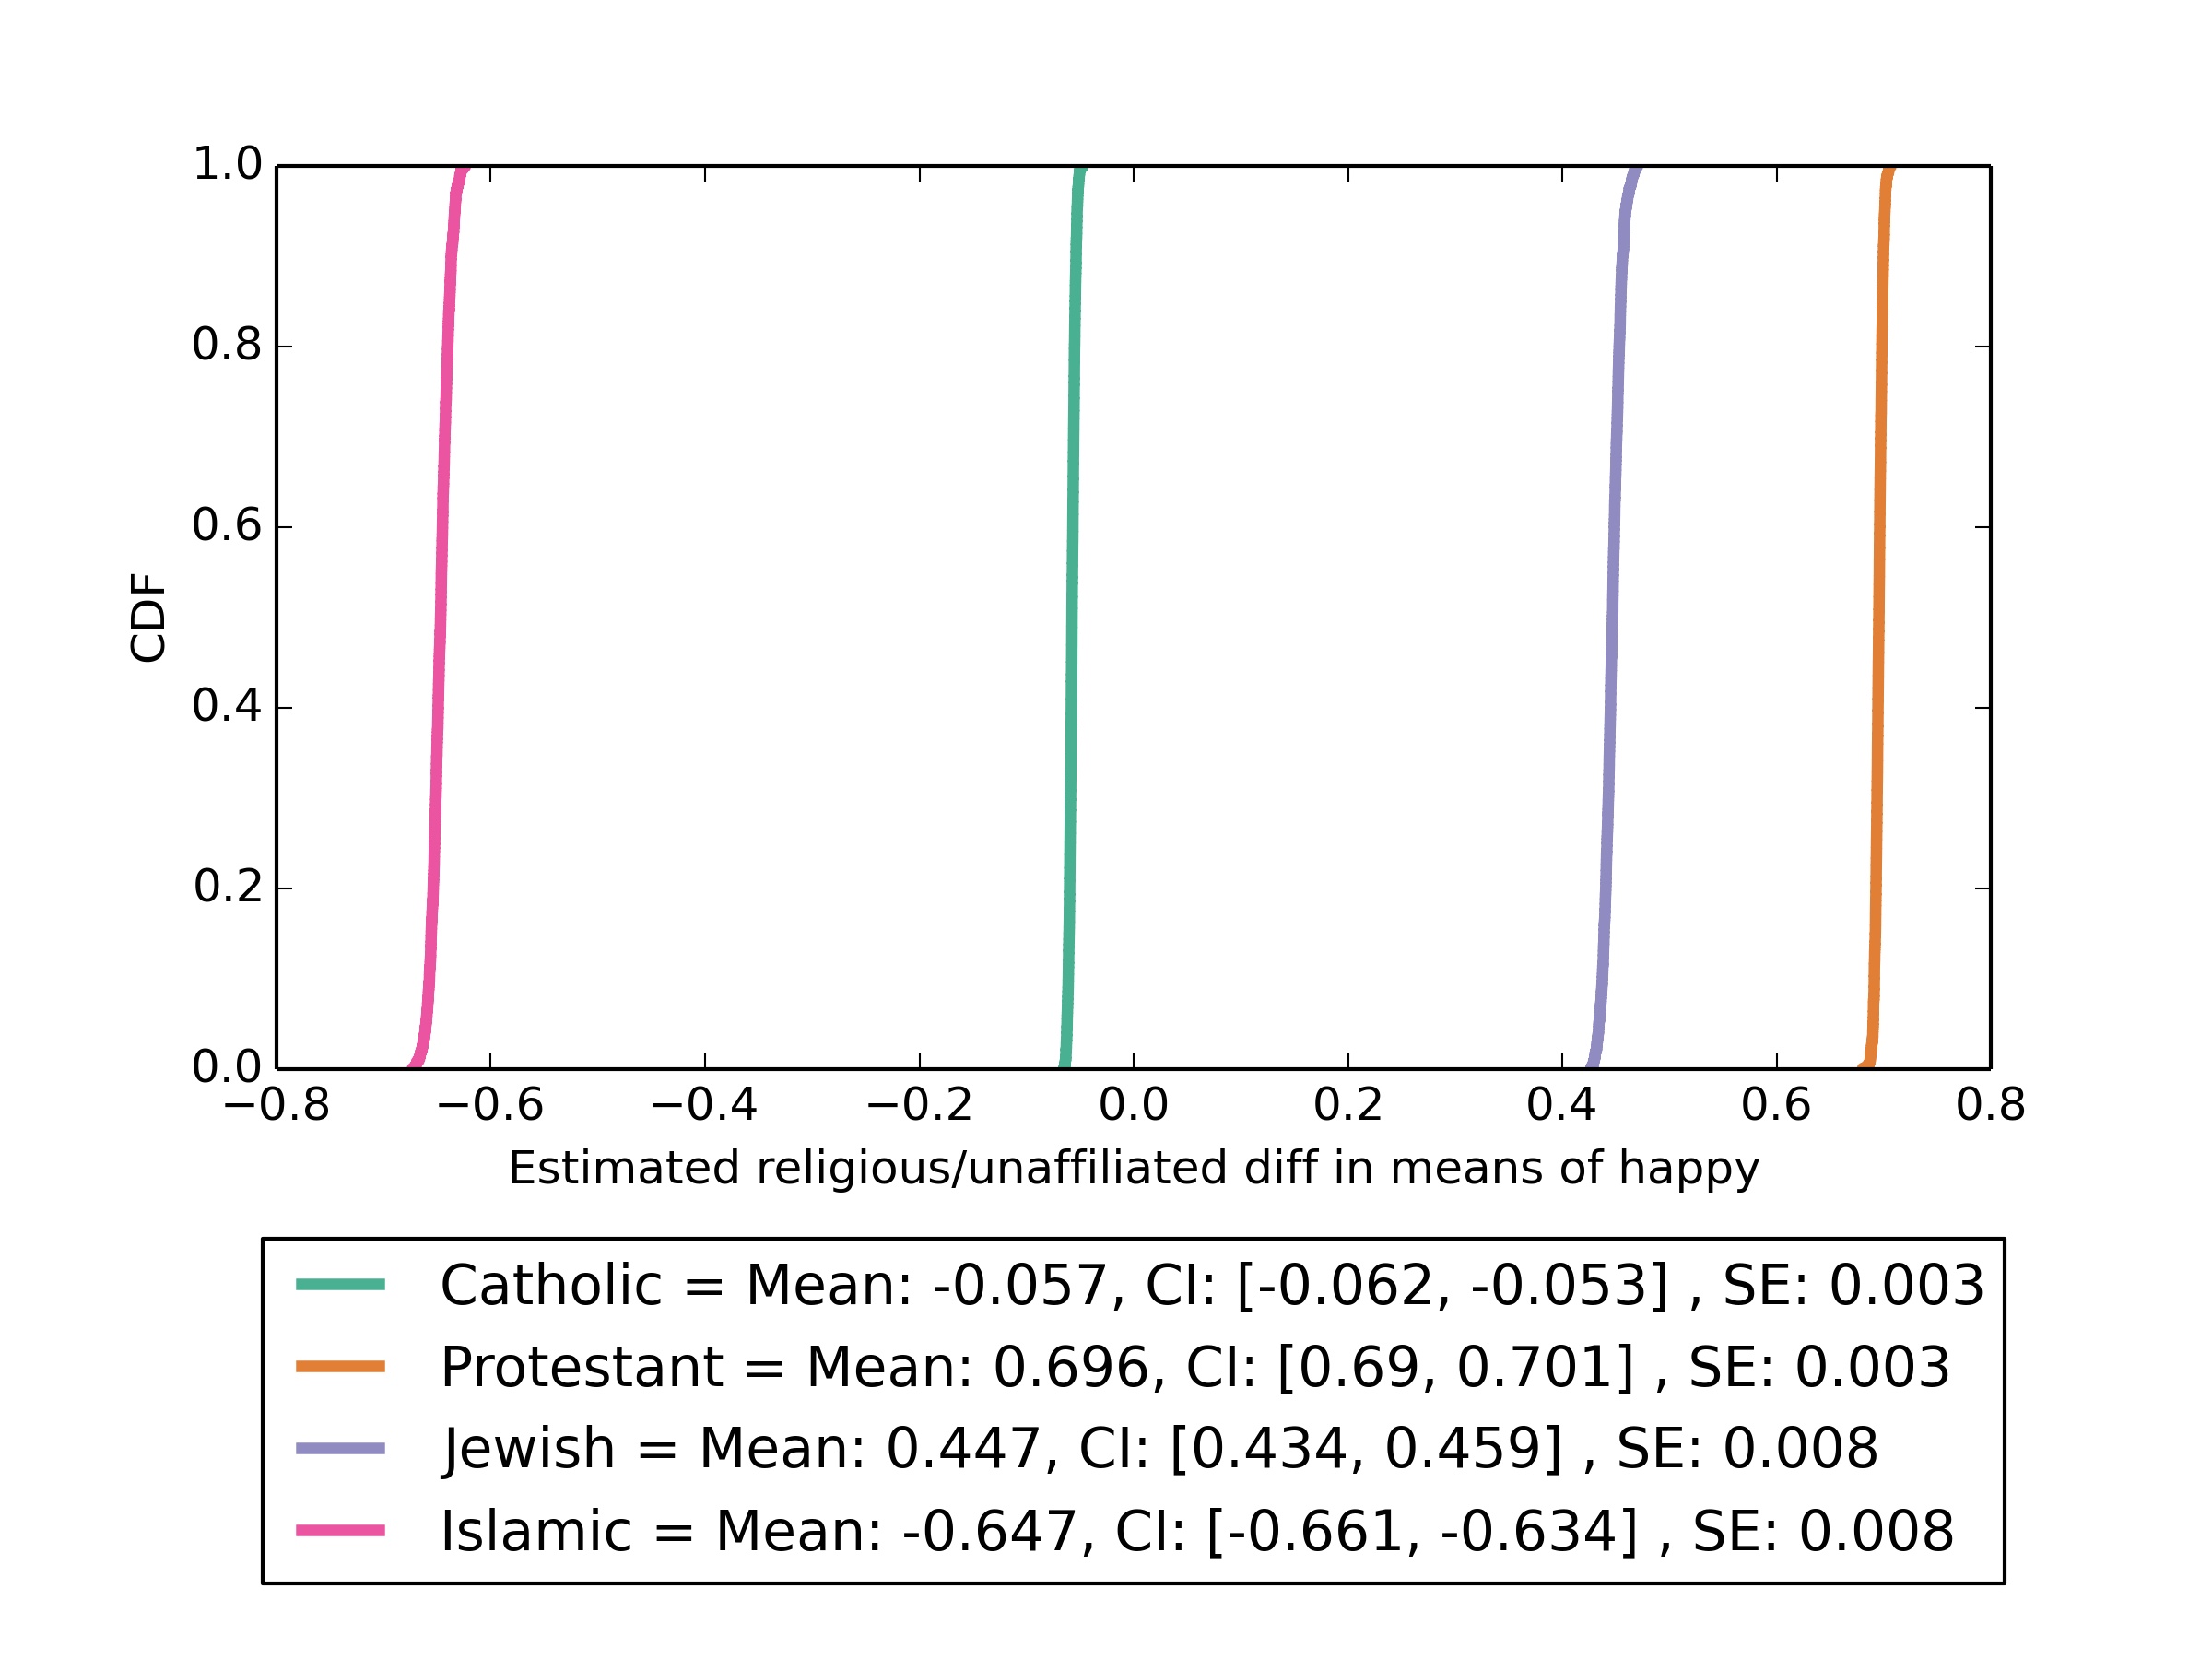 1.0
0.8
0.6
0.4
0.2
0.0
CDF
−0.8 −0.6 −0.4 −0.2 0.0 0.2 0.4 0.6 0.8
Estimated religious/unaffiliated diff in means of happy
Catholic = Mean: -0.057, CI: [-0.062, -0.053] , SE: 0.003
Protestant = Mean: 0.696, CI: [0.69, 0.701] , SE: 0.003
Jewish = Mean: 0.447, CI: [0.434, 0.459] , SE: 0.008
Islamic = Mean: -0.647, CI: [-0.661, -0.634] , SE: 0.008